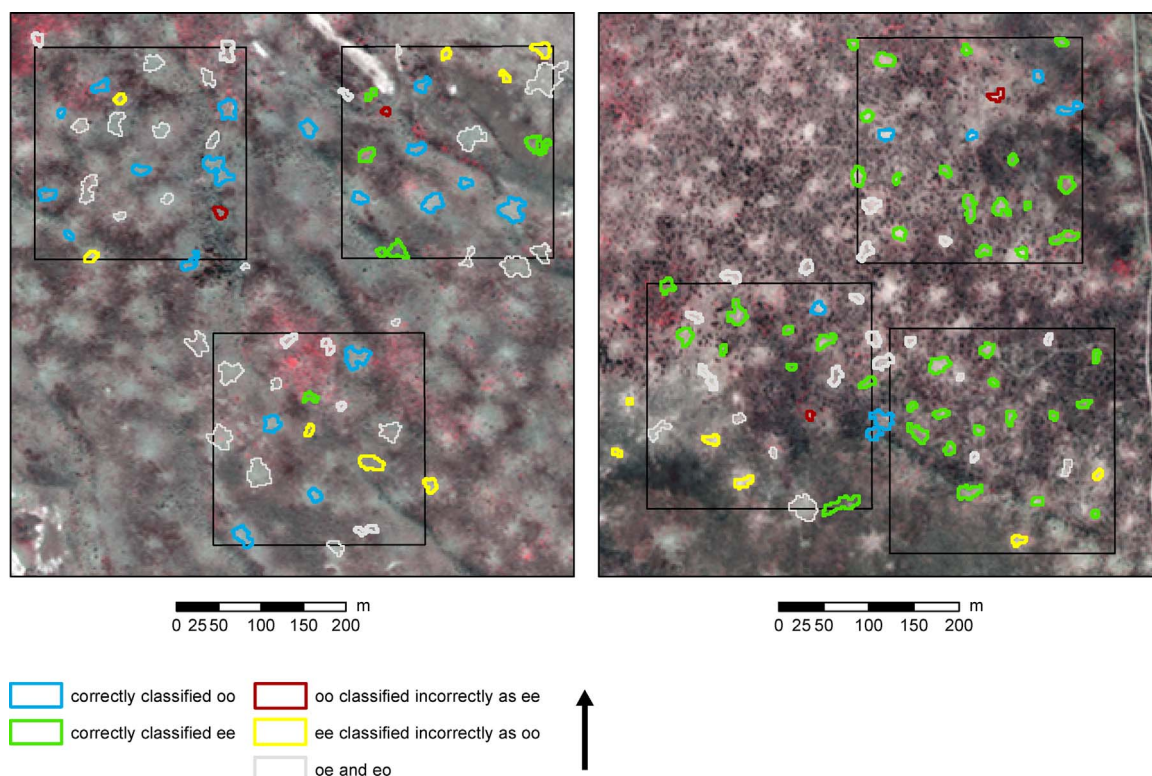 m
0 25 50 100 150 200
m
0 25 50 100 150 200
correctly classified oo
oo classified incorrectly as ee
correctly classified ee
ee classified incorrectly as oo
oe and eo